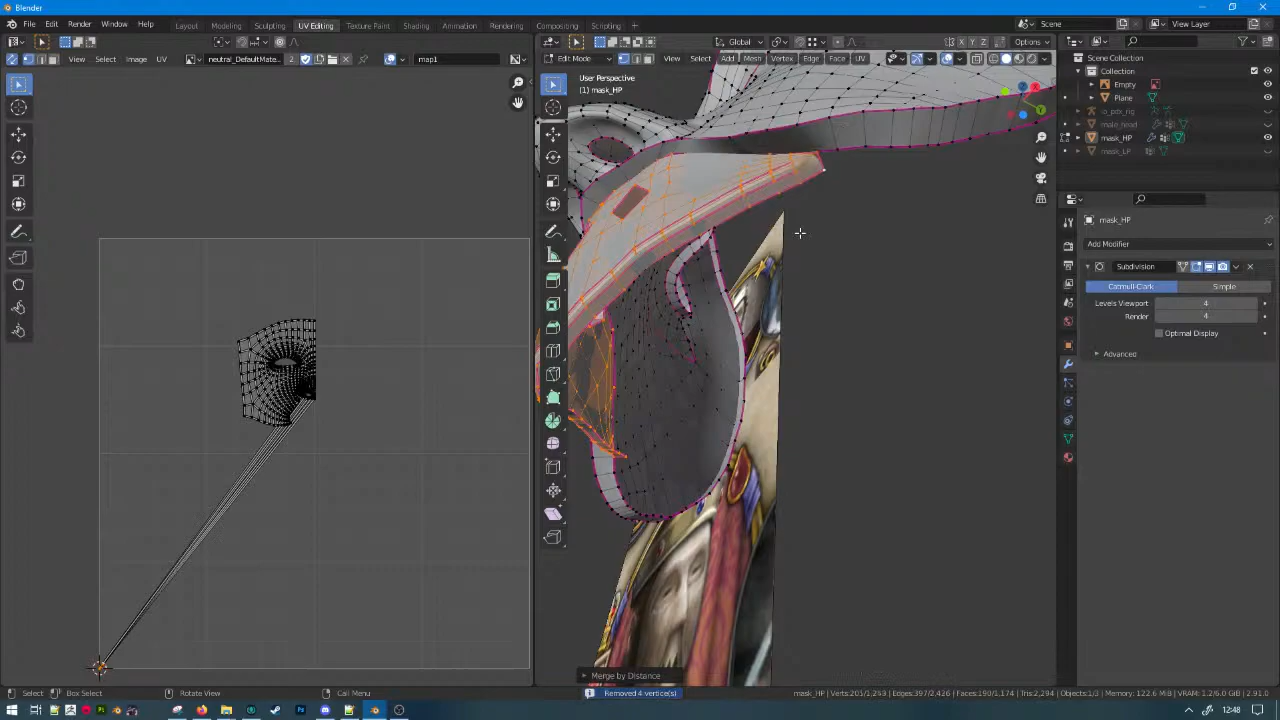 Blender
File Edit Render Window Help
Layout Modeling Sculpting UV Editing Texture Paint Shading Animation Rendering Compositing Scripting +
Scene
View Layer
Global
Options
View Select Image UV
neutral_DefaultMate...
2
map1
Edit Mode
View Select Add Mesh Vertex Edge Face UV
User Perspective
(1) mask_HP
Scene Collection
Collection
Empty
Plane
male_head
mask_HP
mask_LP
mask_HP
Add Modifier
Subdivision
Catmull-Clark
Simple
Levels Viewport 4
Render 4
Optimal Display
Advanced
Merge by Distance
Select
Box Select
Rotate View
Call Menu
Removed 4 vertice(s)
12:48